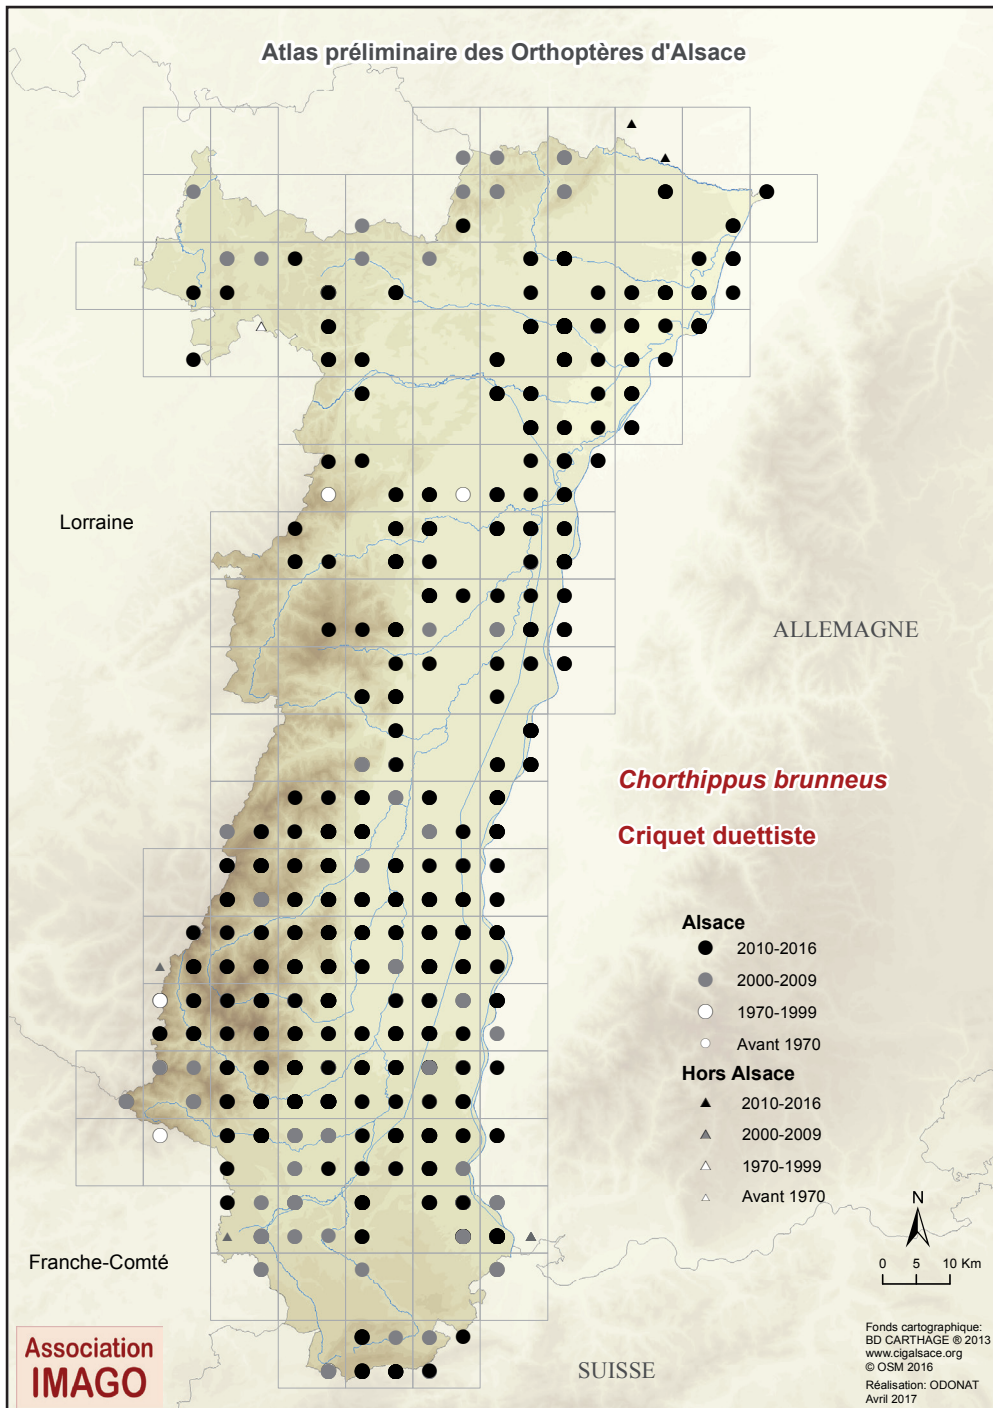 Atlas préliminaire des Orthoptères d'Alsace
Lorraine
ALLEMAGNE
Chorthippus brunneus
Criquet duettiste
Alsace
2010-2016
2000-2009
1970-1999
Avant 1970
Hors Alsace
2010-2016
2000-2009
1970-1999
Avant 1970
N
0 5 10 Km
Franche-Comté
SUISSE
Association
IMAGO
Fonds cartographique:
BD CARTHAGE ® 2013
www.cigalsace.org
© OSM 2016
Réalisation: ODONAT
Avril 2017